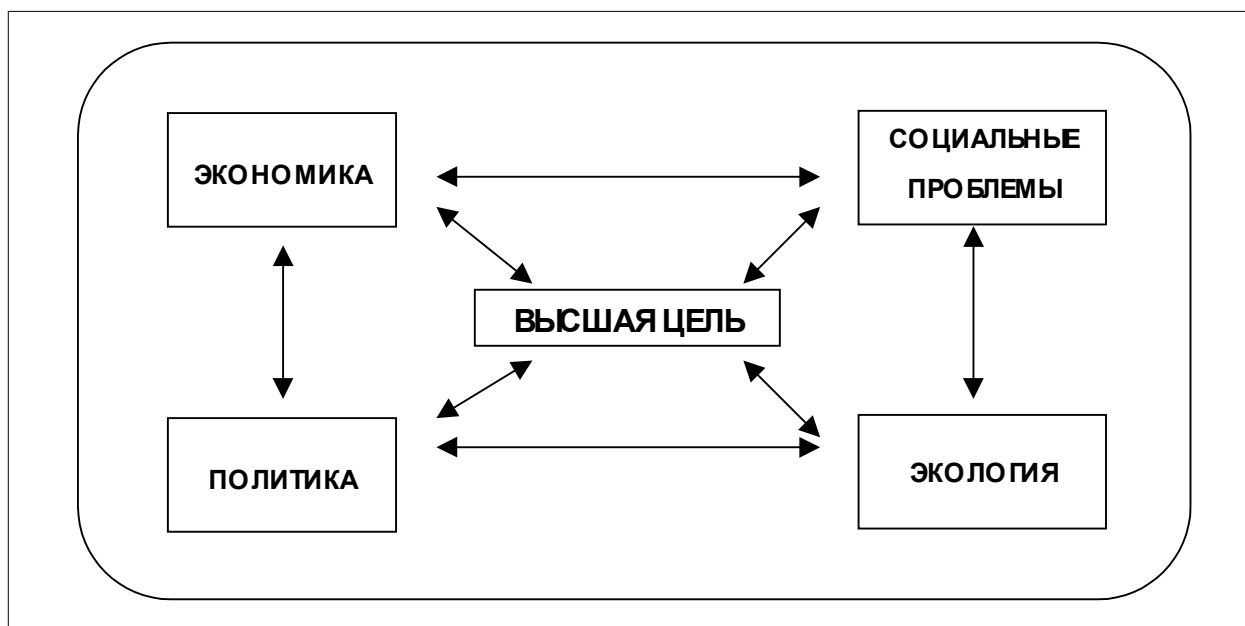 ЭКОНОМИКА
СОЦИАЛЬНЫЕ
ПРОБЛЕМЫ
ВЫСШАЯ ЦЕЛЬ
ПОЛИТИКА
ЭКОЛОГИЯ